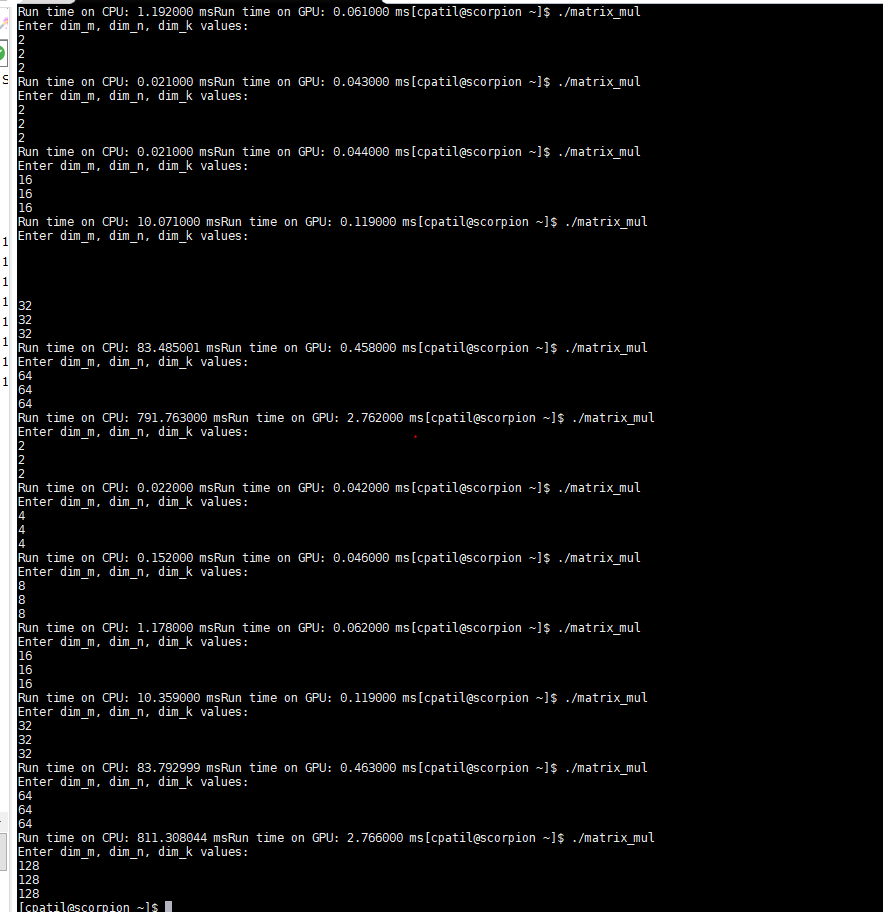 Run time on CPU: 1.192000 msRun time on GPU: 0.061000 ms[cpatil@scorpion ~]$ ./matrix_mul
Enter dim_m, dim_n, dim_k values:
2
2
2
Run time on CPU: 0.021000 msRun time on GPU: 0.043000 ms[cpatil@scorpion ~]$ ./matrix_mul
Enter dim_m, dim_n, dim_k values:
2
2
2
Run time on CPU: 0.021000 msRun time on GPU: 0.044000 ms[cpatil@scorpion ~]$ ./matrix_mul
Enter dim_m, dim_n, dim_k values:
16
16
16
Run time on CPU: 10.071000 msRun time on GPU: 0.119000 ms[cpatil@scorpion ~]$ ./matrix_mul
Enter dim_m, dim_n, dim_k values:
32
32
32
Run time on CPU: 83.485001 msRun time on GPU: 0.458000 ms[cpatil@scorpion ~]$ ./matrix_mul
Enter dim_m, dim_n, dim_k values:
64
64
64
Run time on CPU: 791.763000 msRun time on GPU: 2.762000 ms[cpatil@scorpion ~]$ ./matrix_mul
Enter dim_m, dim_n, dim_k values:
2
2
2
Run time on CPU: 0.022000 msRun time on GPU: 0.042000 ms[cpatil@scorpion ~]$ ./matrix_mul
Enter dim_m, dim_n, dim_k values:
4
4
4
Run time on CPU: 0.152000 msRun time on GPU: 0.046000 ms[cpatil@scorpion ~]$ ./matrix_mul
Enter dim_m, dim_n, dim_k values:
8
8
8
Run time on CPU: 1.178000 msRun time on GPU: 0.062000 ms[cpatil@scorpion ~]$ ./matrix_mul
Enter dim_m, dim_n, dim_k values:
16
16
16
Run time on CPU: 10.359000 msRun time on GPU: 0.119000 ms[cpatil@scorpion ~]$ ./matrix_mul
Enter dim_m, dim_n, dim_k values:
32
32
32
Run time on CPU: 83.792999 msRun time on GPU: 0.463000 ms[cpatil@scorpion ~]$ ./matrix_mul
Enter dim_m, dim_n, dim_k values:
64
64
64
Run time on CPU: 811.308044 msRun time on GPU: 2.766000 ms[cpatil@scorpion ~]$ ./matrix_mul
Enter dim_m, dim_n, dim_k values:
128
128
128
[cpatil@scorpion ~]$